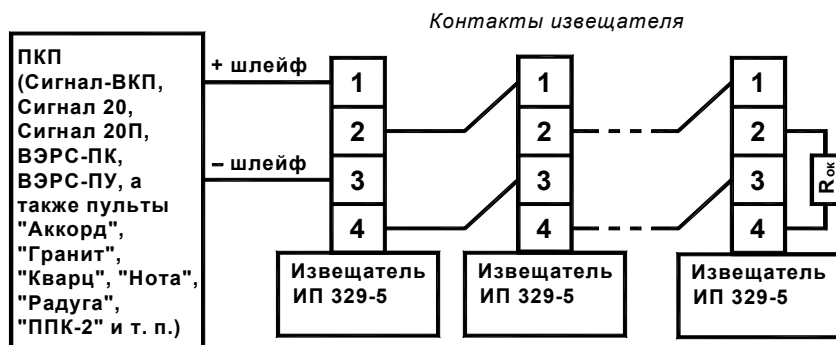 Контакты извещателя
ПКП
(Сигнал-ВКП,
Сигнал 20,
Сигнал 20П,
ВЭРС-ПК,
ВЭРС-ПУ, а
также пульты
"Аккорд",
"Гранит",
"Кварц", "Нота",
"Радуга",
"ППК-2" и т. п.)
+ шлейф
– шлейф
1
2
3
4
Извещатель
ИП 329-5
1
2
3
4
Извещатель
ИП 329-5
1
2
3
4
Извещатель
ИП 329-5
Rок